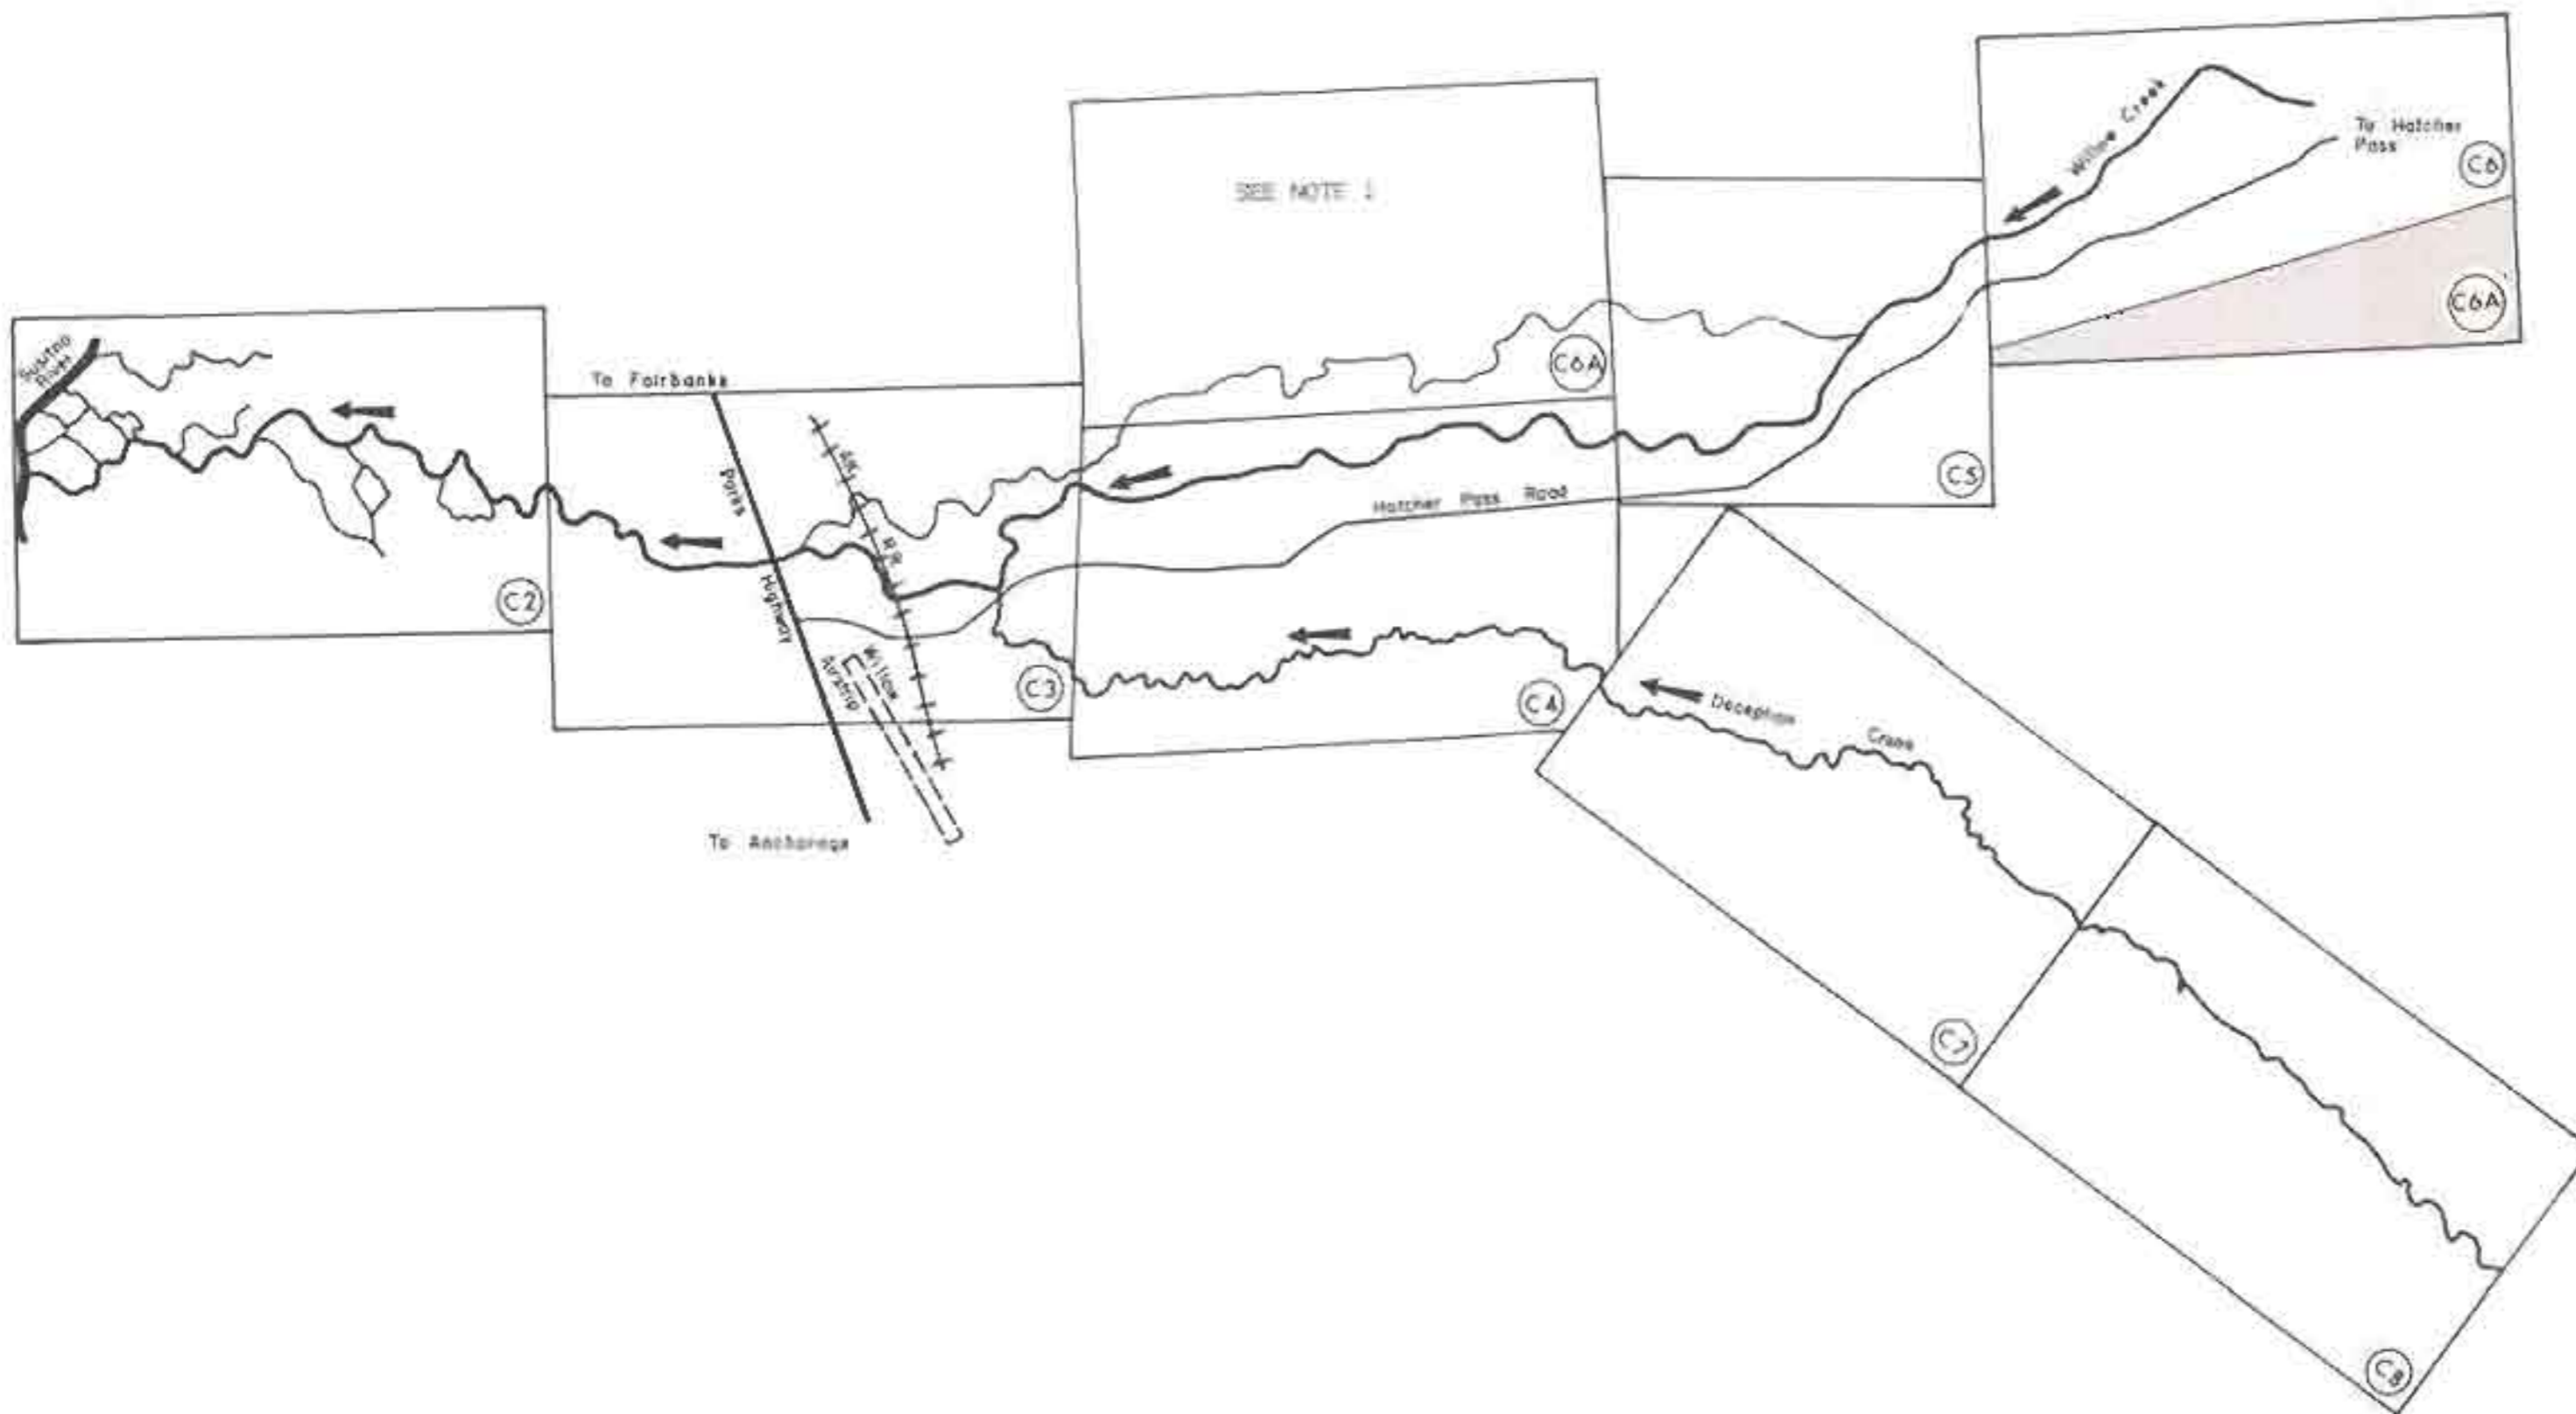 Susitna
River
C2
To Fairbanks
Parks
Highway
AK.
R.R.
Willow
Airstrip
To Anchorage
C3
SEE NOTE 1
C6A
Hatcher Pass Road
C4
C5
Willow Creek
To Hatcher
Pass
C6
C6A
Deception Creek
C7
C8